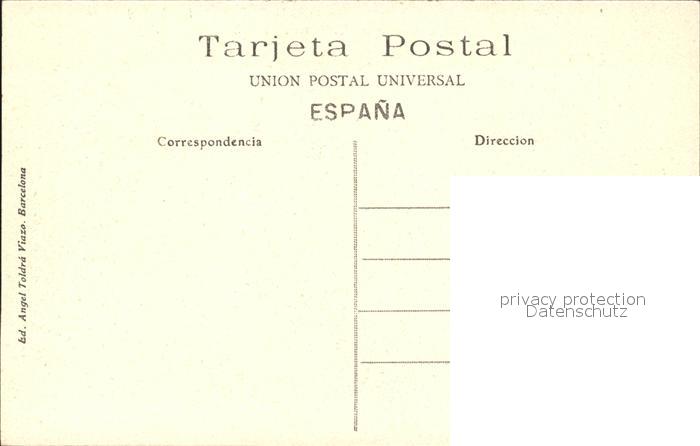 Tarjeta Postal
UNION POSTAL UNIVERSAL
ESPAÑA
Correspondencia
Direccion
Ed. Angel Toldrá Viazo. Barcelona
privacy protection
Datenschutz